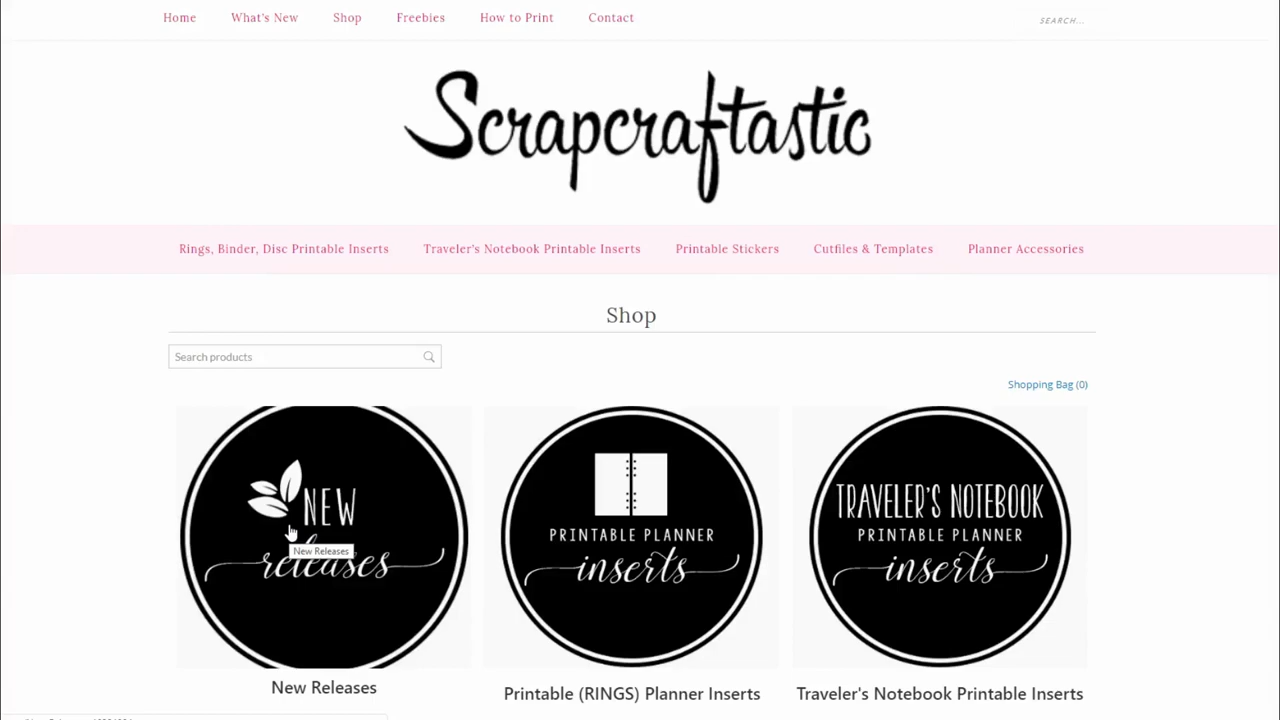 Home What's New Shop Freebies How to Print Contact SEARCH...
Scrapcraftastic
Rings, Binder, Disc Printable Inserts Traveler's Notebook Printable Inserts Printable Stickers Cutfiles & Templates Planner Accessories
Shop
Search products
Shopping Bag (0)
NEW
releases
New Releases
PRINTABLE PLANNER
inserts
TRAVELER'S NOTEBOOK
PRINTABLE PLANNER
inserts
New Releases
Printable (RINGS) Planner Inserts
Traveler's Notebook Printable Inserts